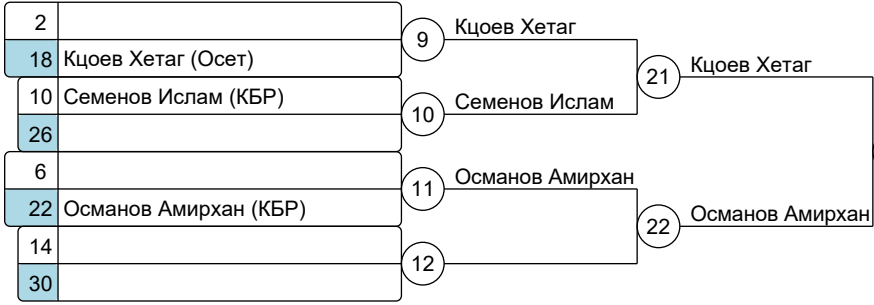 2
18 Кцоев Хетаг (Осет)
9
Кцоев Хетаг
10 Семенов Ислам (КБР)
26
10
Семенов Ислам
21
Кцоев Хетаг
6
22 Османов Амирхан (КБР)
11
Османов Амирхан
14
30
12
22
Османов Амирхан